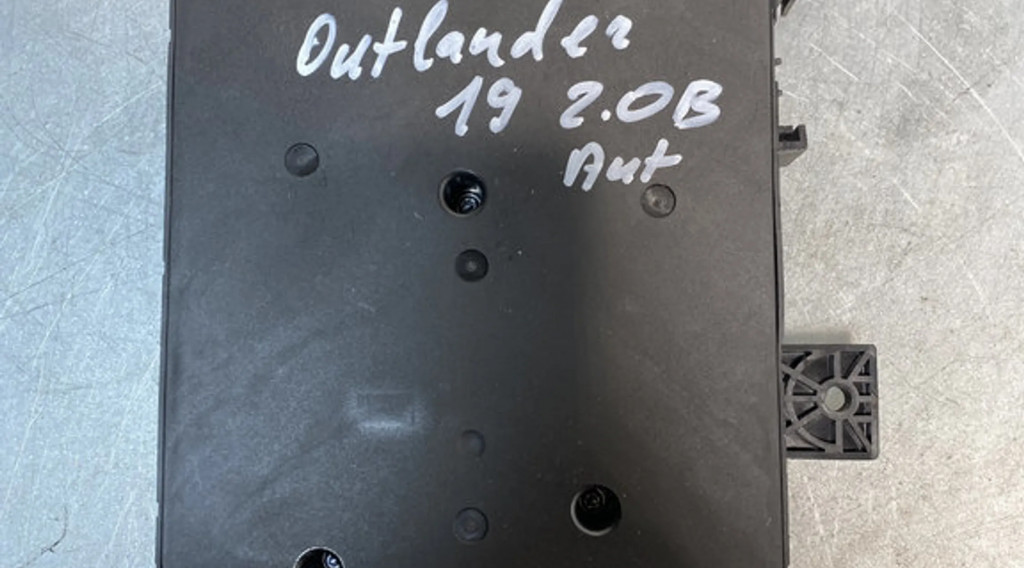 Outlander
19 2.0B
Aut